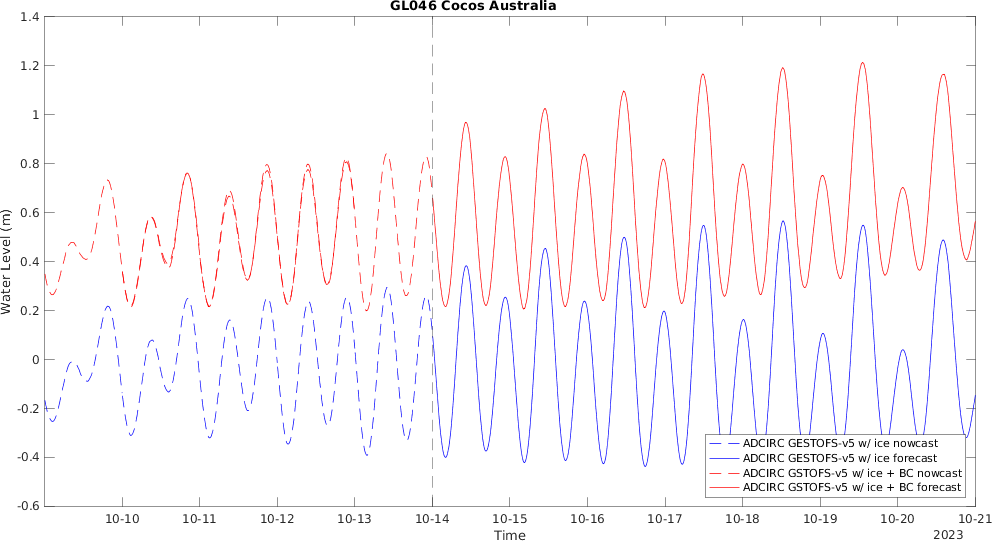 GL046 Cocos Australia
1.4
1.2
1
0.8
0.6
0.4
0.2
0
-0.2
-0.4
-0.6
Water Level (m)
ADCIRC GESTOFS-v5 w/ ice nowcast
ADCIRC GESTOFS-v5 w/ ice forecast
ADCIRC GSTOFS-v5 w/ ice + BC nowcast
ADCIRC GSTOFS-v5 w/ ice + BC forecast
10-10 10-11 10-12 10-13 10-14 10-15 10-16 10-17 10-18 10-19 10-20 10-21
Time
2023